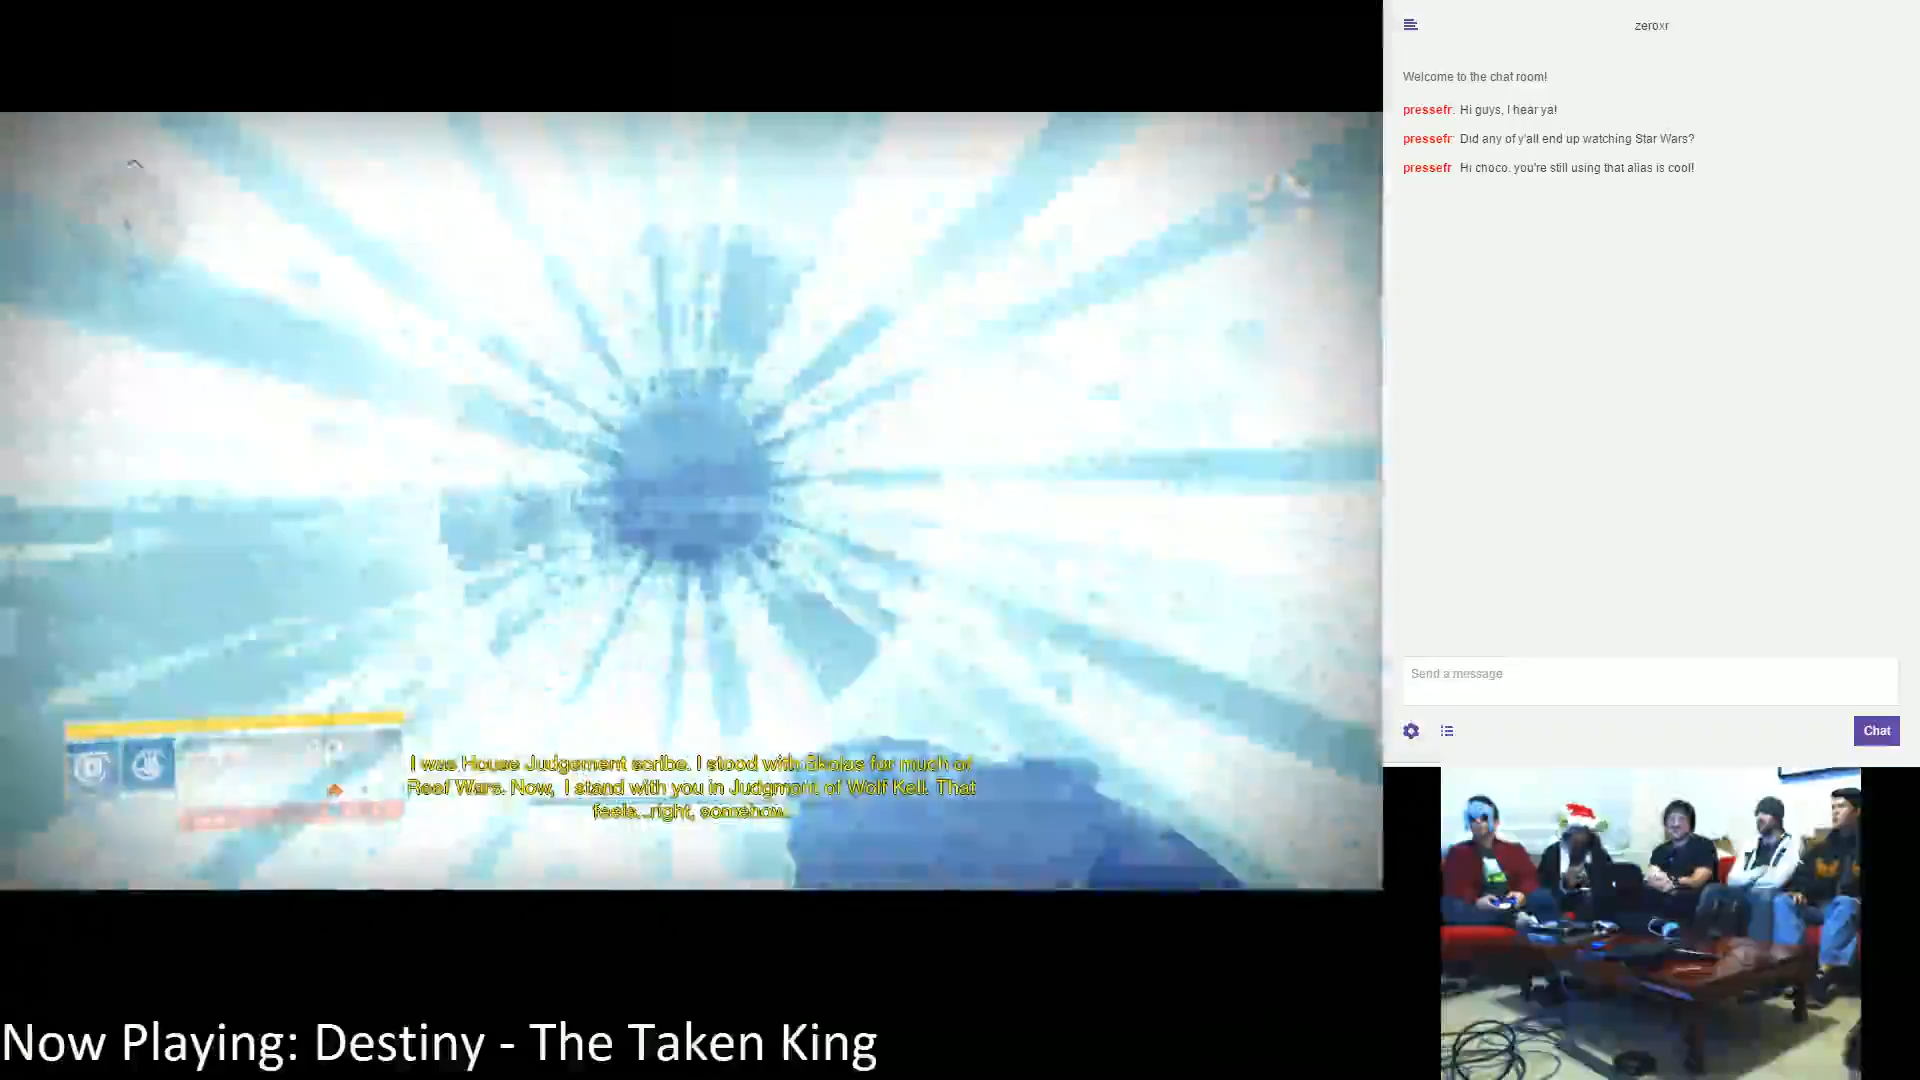 zeroxr
Welcome to the chat room!
pressefr: Hi guys, I hear ya!
pressefr: Did any of y'all end up watching Star Wars?
pressefr: Hi choco. you're still using that alias is cool!
Send a message
Chat
I was House Judgement scribe. I stood with Skolas for much of
Reef Wars. Now, I stand with you in Judgment of Wolf Kell. That
feels...right, somehow.
Now Playing: Destiny - The Taken King